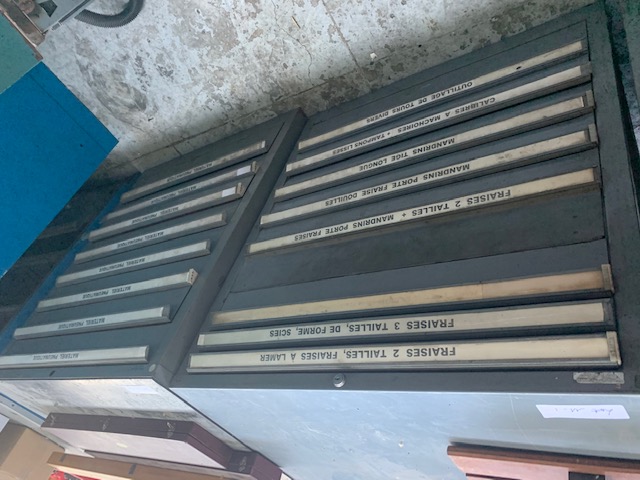 FRAISES 2 TAILLES, FRAISES À LAMER
FRAISES 3 TAILLES, DE FORME, SCIES
FRAISES 2 TAILLES + MANDRINS PORTE FRAISES
MANDRINS PORTE FRAISE DOUILLES
MANDRINS TIGE LONGUE
CALIBRES A MACHOIRES + TAMPONS LISSES
OUTILLAGE DE TOURS DIVERS
MATERIEL PNEUMATIQUE
MATERIEL PNEUMATIQUE
MATERIEL PNEUMATIQUE
MATERIEL PNEUMATIQUE
MATERIEL PNEUMATIQUE
MATERIEL PNEUMATIQUE
MATERIEL PNEUMATIQUE
MATERIEL PNEUMATIQUE